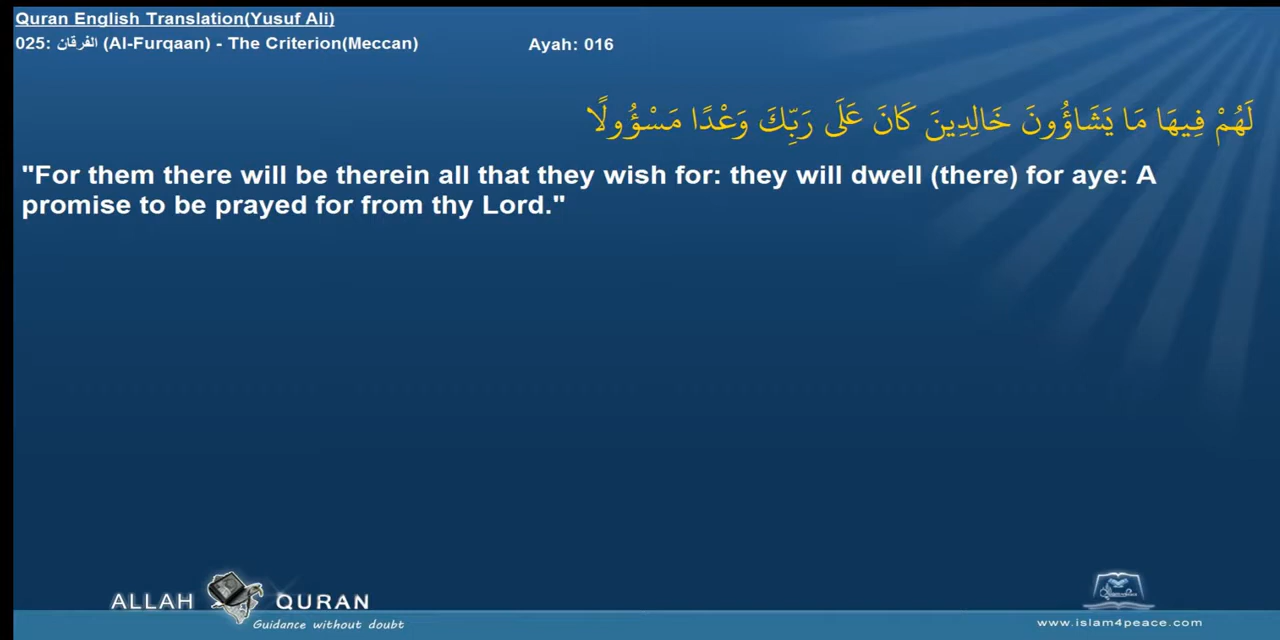 Quran English Translation(Yusuf Ali)
025: الفرقان (Al-Furqaan) - The Criterion(Meccan) Ayah: 016
لَهُمْ فِيهَا مَا يَشَاؤُونَ خَالِدِينَ كَانَ عَلَى رَبِّكَ وَعْدًا مَسْؤُولًا
"For them there will be therein all that they wish for: they will dwell (there) for aye: A
promise to be prayed for from thy Lord."
ALLAH QURAN
Guidance without doubt
www.islam4peace.com